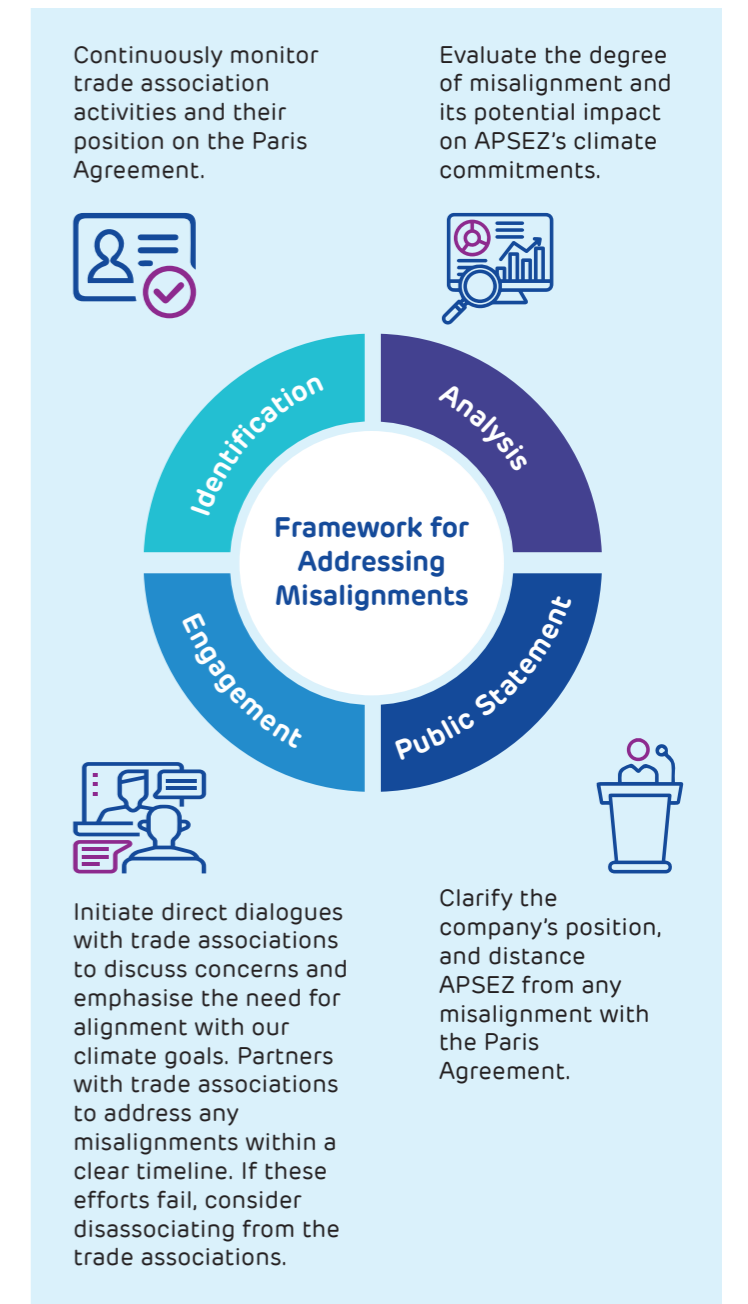 Continuously monitor
trade association
activities and their
position on the Paris
Agreement.
Evaluate the degree
of misalignment and
its potential impact
on APSEZ’s climate
commitments.
Identification
Analysis
Framework for
Addressing
Misalignments
Engagement
Public Statement
Initiate direct dialogues
with trade associations
to discuss concerns and
emphasise the need for
alignment with our
climate goals. Partners
with trade associations
to address any
misalignments within a
clear timeline. If these
efforts fail, consider
disassociating from the
trade associations.
Clarify the
company’s position,
and distance
APSEZ from any
misalignment with
the Paris
Agreement.